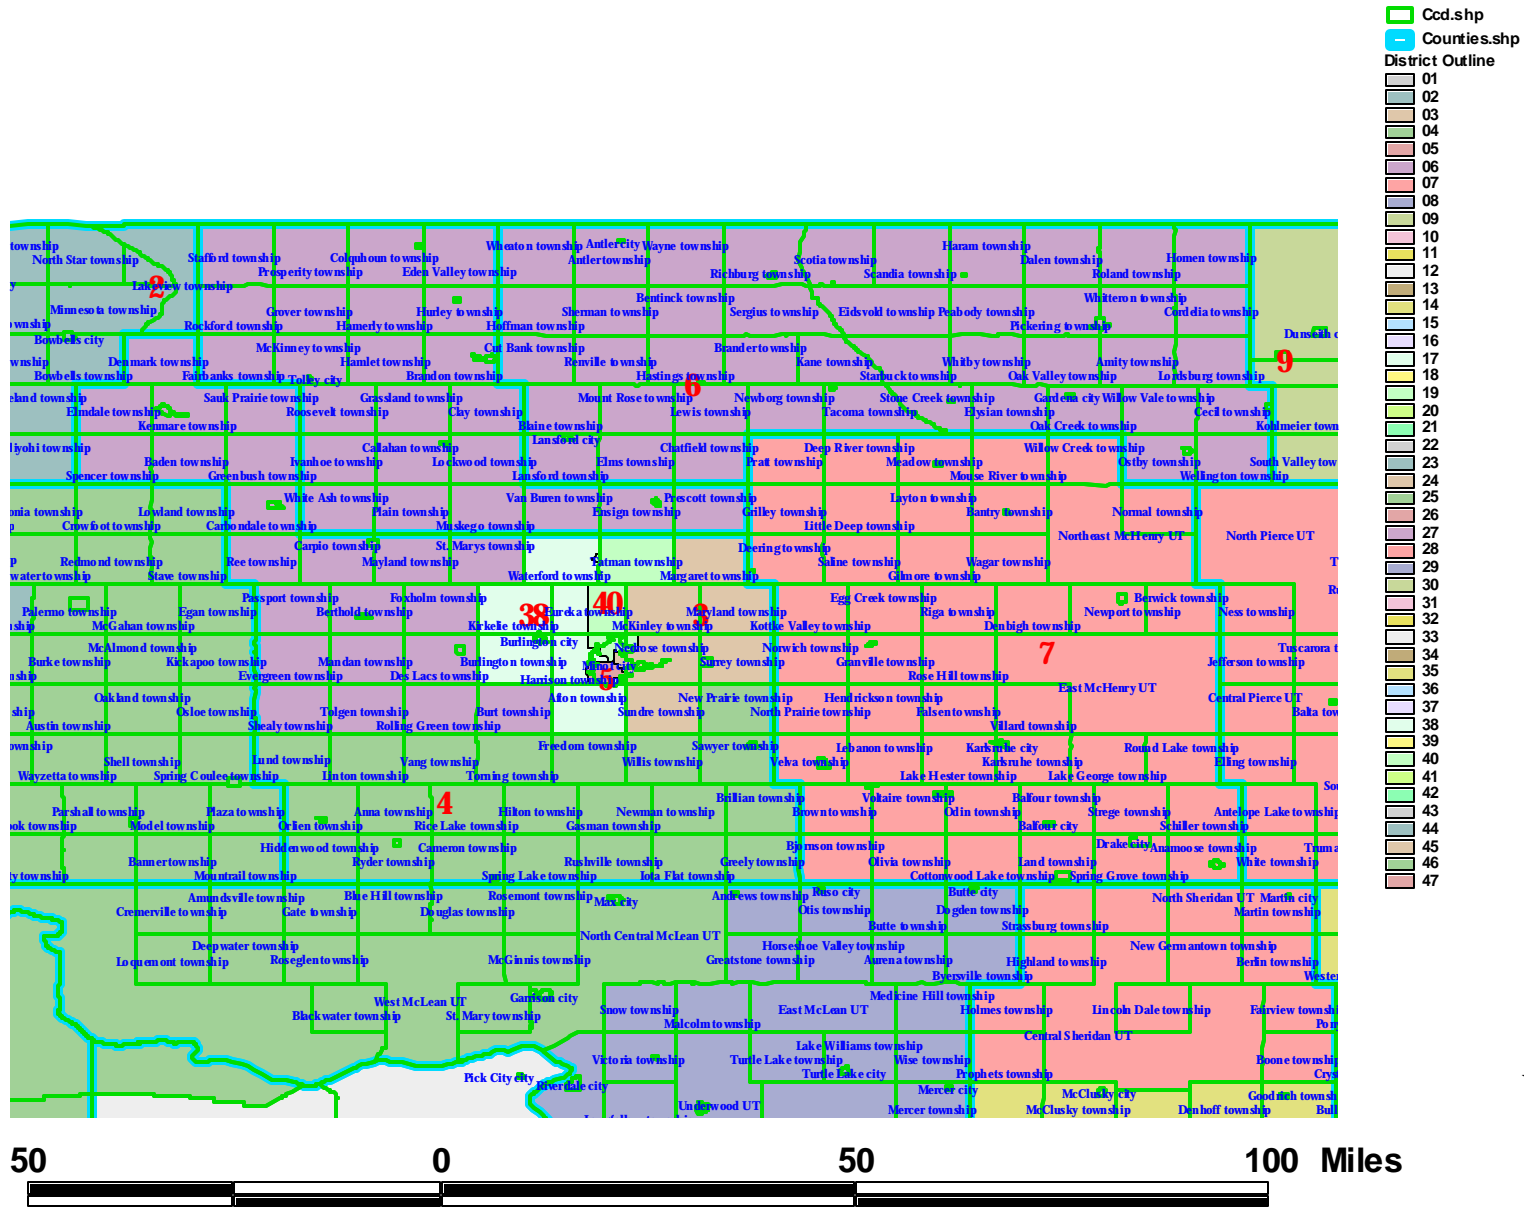 Ccd.shp
Counties.shp
District Outline
01
02
03
04
05
06
07
08
09
10
11
12
13
14
15
16
17
18
19
20
21
22
23
24
25
26
27
28
29
30
31
32
33
34
35
36
37
38
39
40
41
42
43
44
45
46
47
township Wheaton township Antler city Wayne township Haram township
North Star township Stafford township Colquhoun township Antler township Scotia township Dalen township Homen township
Prosperity township Eden Valley township Richburg township Scandia township Roland township
2 Lakeview township
Bentinck township Whitteron township
Minnesota township Grover township Hurley township Sherman township Sergius township Eidsvold township Peabody township Cordelia township
Rockford township Hamerly township Hoffman township Pickering township
Bowbells city Dunseith c
McKinney township Cut Bank township Brander township
Denmark township Hamlet township Renville township Kane township Whitby township Amity township 9
Bowbells township Fairbanks township Tolley city Brandon township Hastings township Starbuck township Oak Valley township Lordsburg township
6
eland township Sauk Prairie township Grassland township Mount Rose township Newborg township Stone Creek township Gardena city Willow Vale township
Elmdale township Roosevelt township Clay township Lewis township Tacoma township Elysian township Cecil township
Kenmare township Blaine township Oak Creek township Kohlmeier town
Lansford city
liyohi township Callahan township Chatfield township Deep River township Willow Creek township
Baden township Ivanhoe township Lockwood township Elms township Pratt township Meadow township Ostby township South Valley tow
Spencer township Greenbush township Lansford township Mouse River township Wellington township
White Ash township Van Buren township Prescott township Layton township
onia township Lowland township Plain township Ensign township Grilley township Bantry township Normal township
Crowfoot township Carbondale township Muskego township Little Deep township
Northeast McHenry UT North Pierce UT
Carpio township St. Marys township Deering township
Redmond township Ree township Mayland township Tatman township Saline township Wagar township
water township Stave township Waterford township Margaret township Gilmore township
Passport township Foxholm township Egg Creek township Berwick township
Palermo township Egan township Berthold township 38 Eureka township 40 Maryland township 3 Riga township Newport township Ness township
McGahan township Kirkelie township McKinley township Kottke Valley township Denbigh township
Burlington city
McAlmond township Nedrose township Norwich township 7 Tuscarora t
Burke township Kickapoo township Mandan township Burlington township Minot city Surrey township Granville township Jefferson township
Evergreen township Des Lacs township Harrison township 5 Rose Hill township
East McHenry UT
Oakland township Afton township New Prairie township Hendrickson township Central Pierce UT
Osloe township Tolgen township Burt township Sundre township North Prairie township Falsen township Balta tow
Austin township Shealy township Rolling Green township Villard township
ownship Freedom township Sawyer township Lebanon township Karlsruhe city Round Lake township
Shell township Lund township Vang township Willis township Velva township Karlsruhe township Elling township
Wayzetta township Spring Coulee township Linton township Torning township Lake Hester township Lake George township
4 Brillian township Voltaire township Balfour township
Parshall township Plaza township Anna township Hilton township Newman township Brown township Odin township Strege township Antelope Lake township
ook township Model township Orlien township Rice Lake township Gasman township Balfour city Schiller township
Hiddenwood township Cameron township Bjornson township Drake city Anamoose township Truma
Banner township Ryder township Rushville township Greely township Olivia township Land township White township
ty township Mountrail township Spring Lake township Iota Flat township Cottonwood Lake township Spring Grove township
Amundsville township Blue Hill township Rosemont township Max city Andrews township Ruso city Butte city North Sheridan UT Martin city
Cremerville township Gate township Douglas township Otis township Dogden township Martin township
Butte township Strassburg township
North Central McLean UT
Deepwater township Horseshoe Valley township New Germantown township
Loquemont township Roseglen township McGinnis township Greatstone township Aurena township Highland township Berlin township
Byersville township Wester
West McLean UT Garrison city Medicine Hill township
Blackwater township St. Mary township Snow township East McLean UT Holmes township Lincoln Dale township Fairview townsh
Malcolm township Pon
Central Sheridan UT
Lake Williams township
Victoria township Turtle Lake township Wise township Boone township
Pick City city Turtle Lake city Prophets township Crys
Riverdale city Mercer city McClusky city Goodrich townsh
Underwood UT Mercer township McClusky township Denhoff township Bull
50 0 50 100 Miles